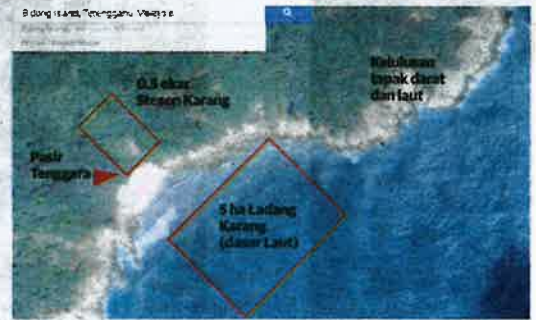 Bidong Island, Terengganu, Malaysia
0.5 ekar
Stesen Karang
Kelulusan
tapak darat
dan laut
Pasir
Tenggara
5 ha Ladang
Karang
(dasar Laut)